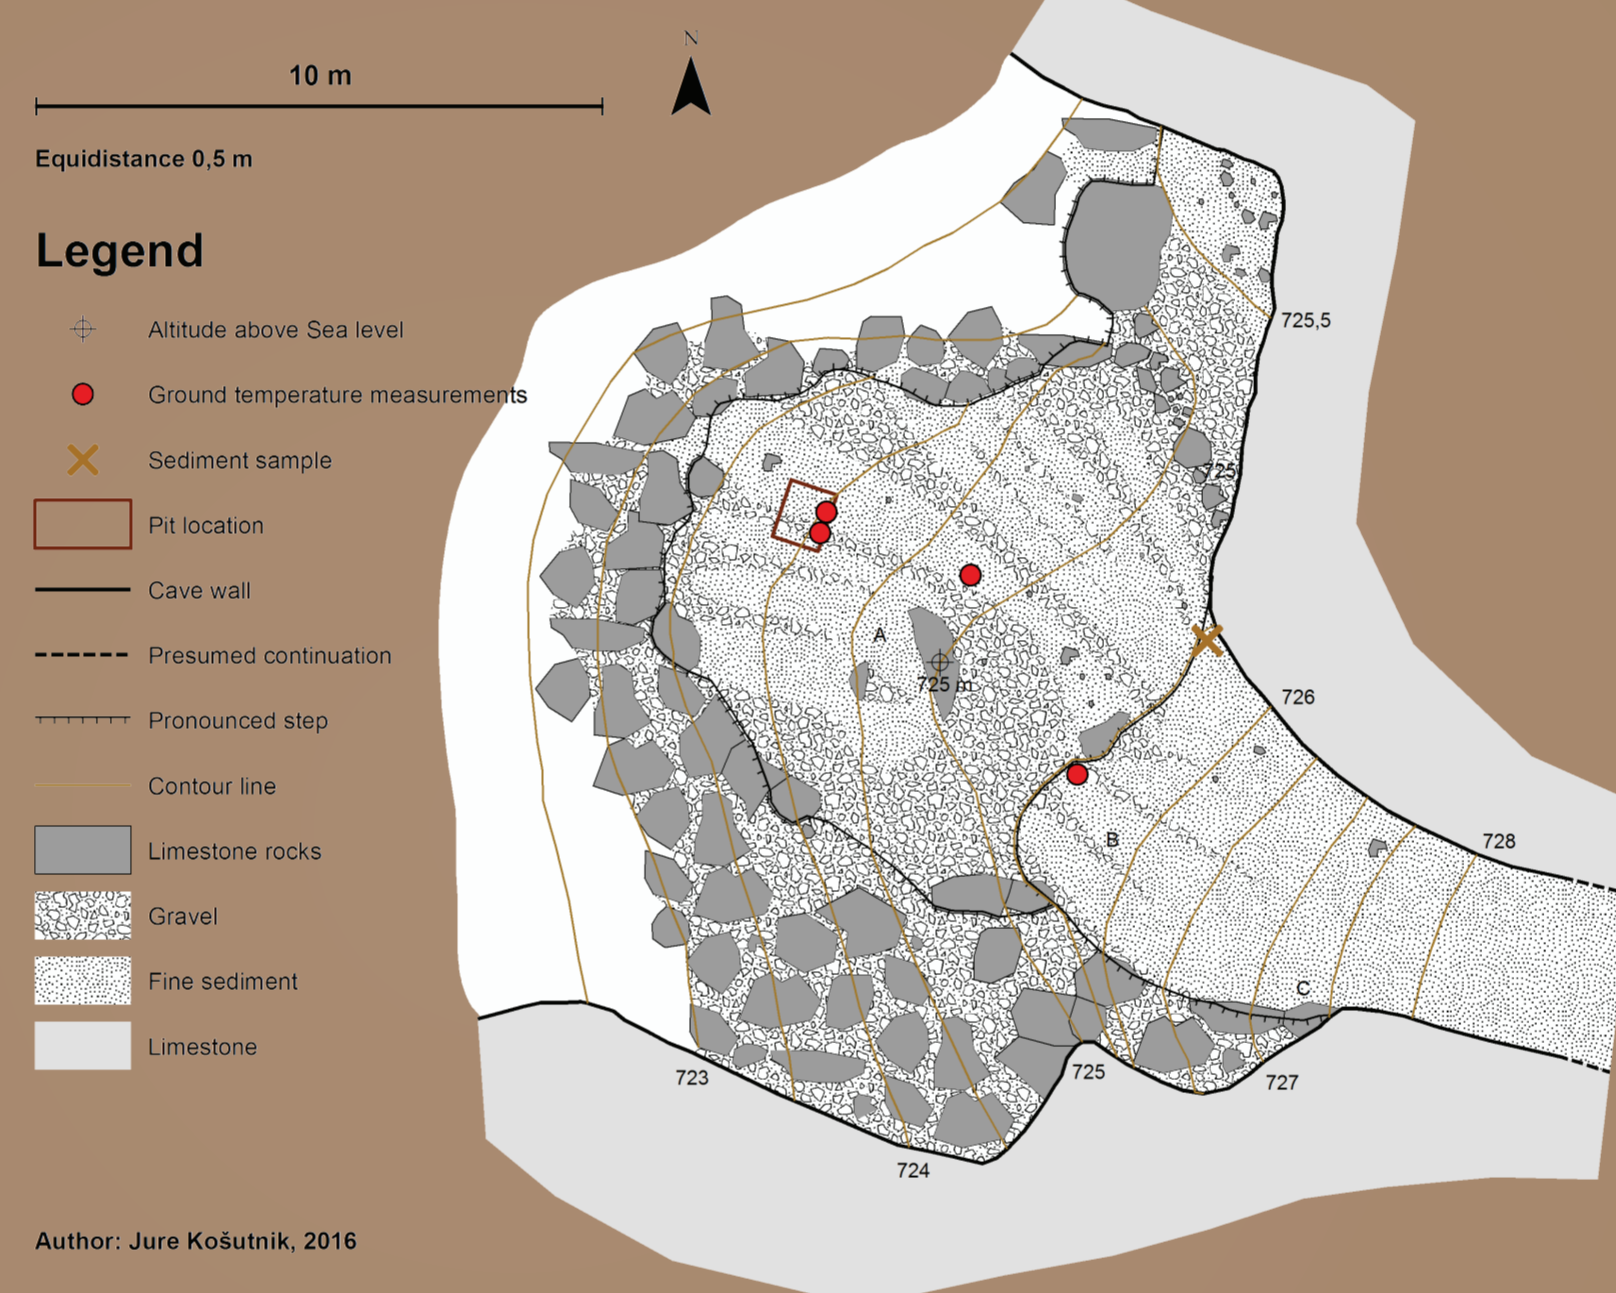 10 m
N
Equidistance 0,5 m
Legend
Altitude above Sea level
Ground temperature measurements
Sediment sample
Pit location
Cave wall
Presumed continuation
Pronounced step
Contour line
Limestone rocks
Gravel
Fine sediment
Limestone
725,5
725
A
725 m
726
B
728
C
723
725
727
724
Author: Jure Košutnik, 2016